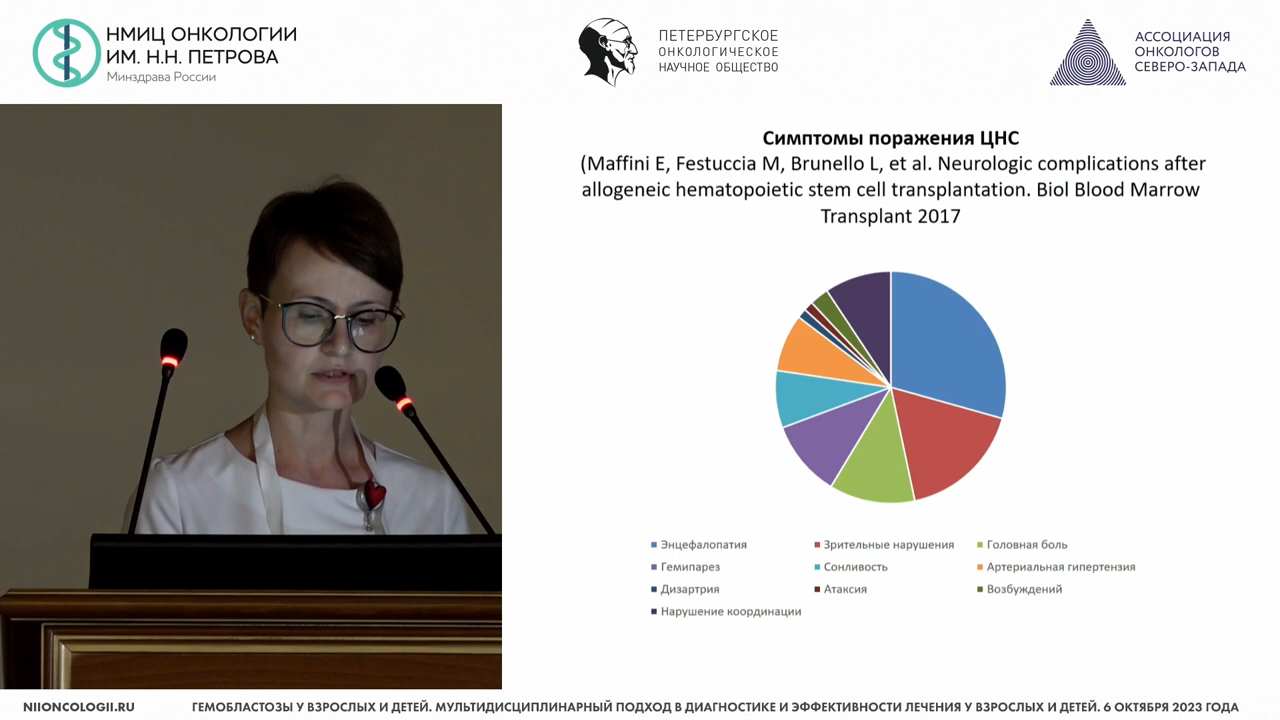 НМИЦ ОНКОЛОГИИ
ИМ. Н.Н. ПЕТРОВА
Минздрава России
ПЕТЕРБУРГСКОЕ
ОНКОЛОГИЧЕСКОЕ
НАУЧНОЕ ОБЩЕСТВО
АССОЦИАЦИЯ
ОНКОЛОГОВ
СЕВЕРО-ЗАПАДА
Симптомы поражения ЦНС
(Maffini E, Festuccia M, Brunello L, et al. Neurologic complications after
allogeneic hematopoietic stem cell transplantation. Biol Blood Marrow
Transplant 2017
Энцефалопатия
Зрительные нарушения
Головная боль
Гемипарез
Сонливость
Артериальная гипертензия
Дизартрия
Атаксия
Возбуждений
Нарушение координации
NIIONCOLOGII.RU
ГЕМОБЛАСТОЗЫ У ВЗРОСЛЫХ И ДЕТЕЙ. МУЛЬТИДИСЦИПЛИНАРНЫЙ ПОДХОД В ДИАГНОСТИКЕ И ЭФФЕКТИВНОСТИ ЛЕЧЕНИЯ У ВЗРОСЛЫХ И ДЕТЕЙ. 6 ОКТЯБРЯ 2023 ГОДА